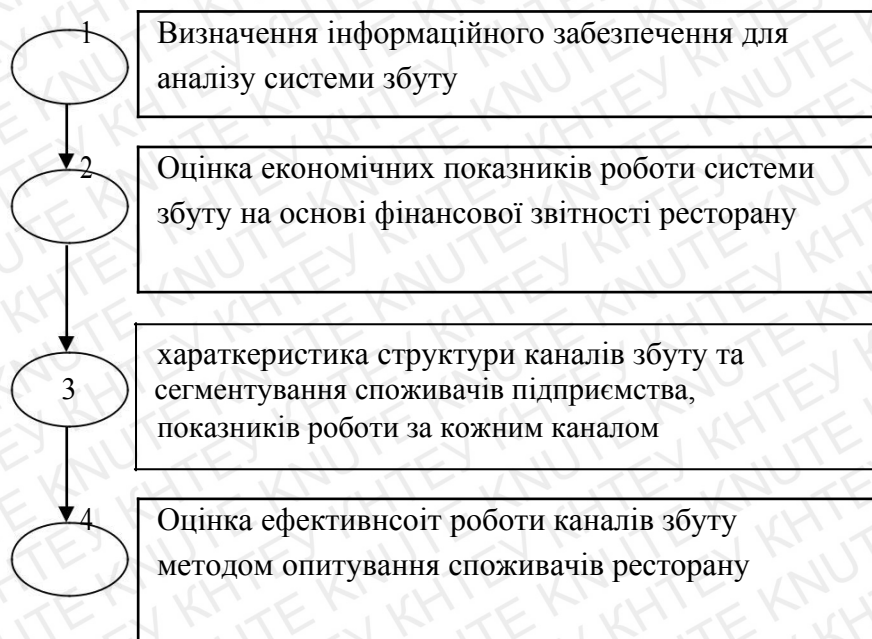 1
Визначення інформаційного забезпечення для
аналізу системи збуту
2
Оцінка економічних показників роботи системи
збуту на основі фінансової звітності ресторану
3
хараткеристика структури каналів збуту та
сегментування споживачів підприємства,
показників роботи за кожним каналом
4
Оцінка ефективнсоіт роботи каналів збуту
методом опитування споживачів ресторану